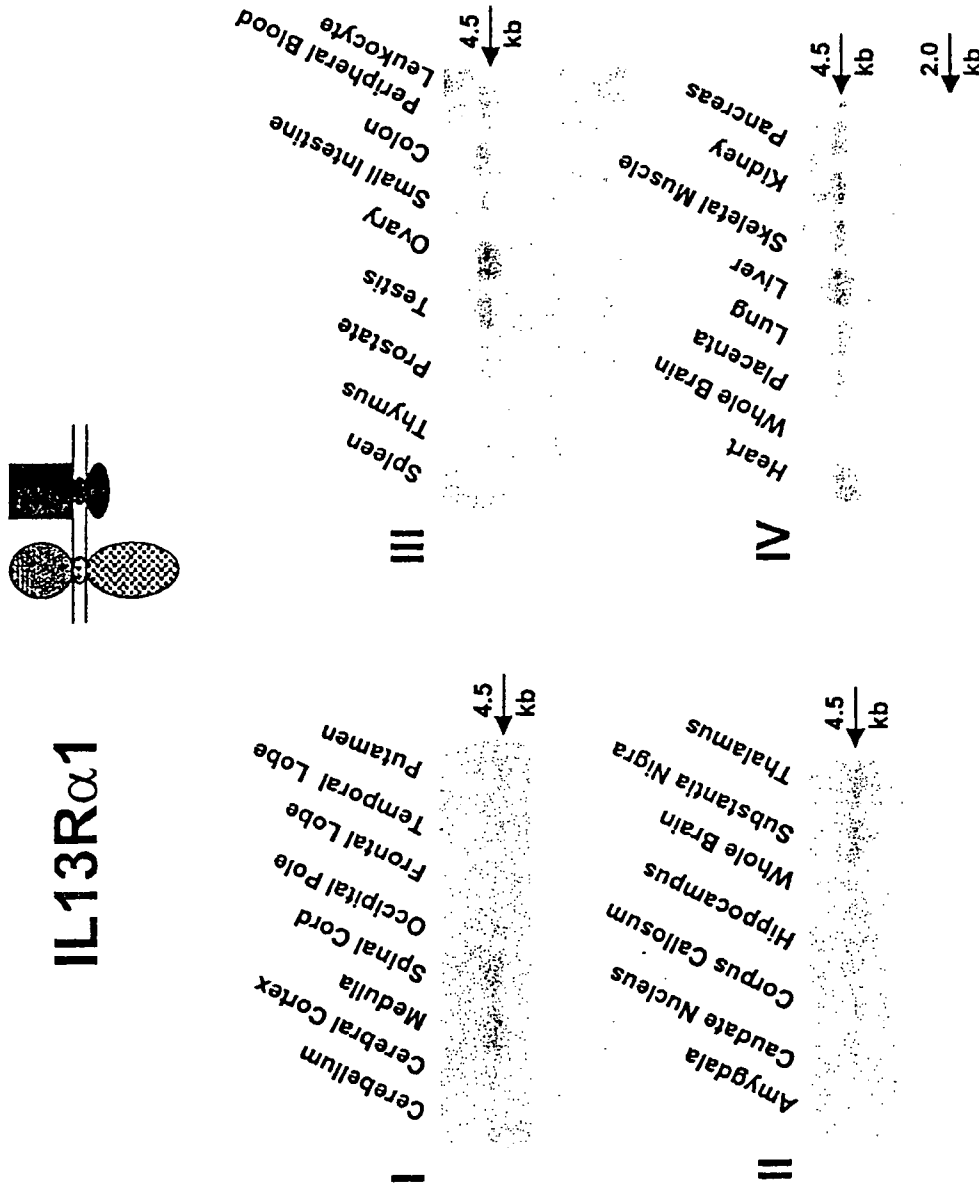 IL13Rα1
I
Cerebellum
Cerebral Cortex
Medulla
Spinal Cord
Occipital Pole
Frontal Lobe
Temporal Lobe
Putamen
4.5
kb
II
Amygdala
Caudate Nucleus
Corpus Callosum
Hippocampus
Whole Brain
Substantia Nigra
Thalamus
4.5
kb
III
Spleen
Thymus
Prostate
Testis
Ovary
Small Intestine
Colon
Peripheral Blood
Leukocyte
4.5
kb
IV
Heart
Whole Brain
Placenta
Lung
Liver
Skeletal Muscle
Kidney
Pancreas
4.5
kb
2.0
kb